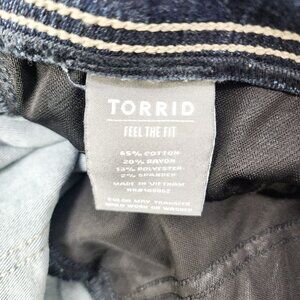 TORRID
FEEL THE FIT
65% COTTON
20% RAYON
13% POLYESTER
2% SPANDEX
MADE IN VIETNAM
COLOR MAY TRANSFER
WHEN WORN OR WASHED